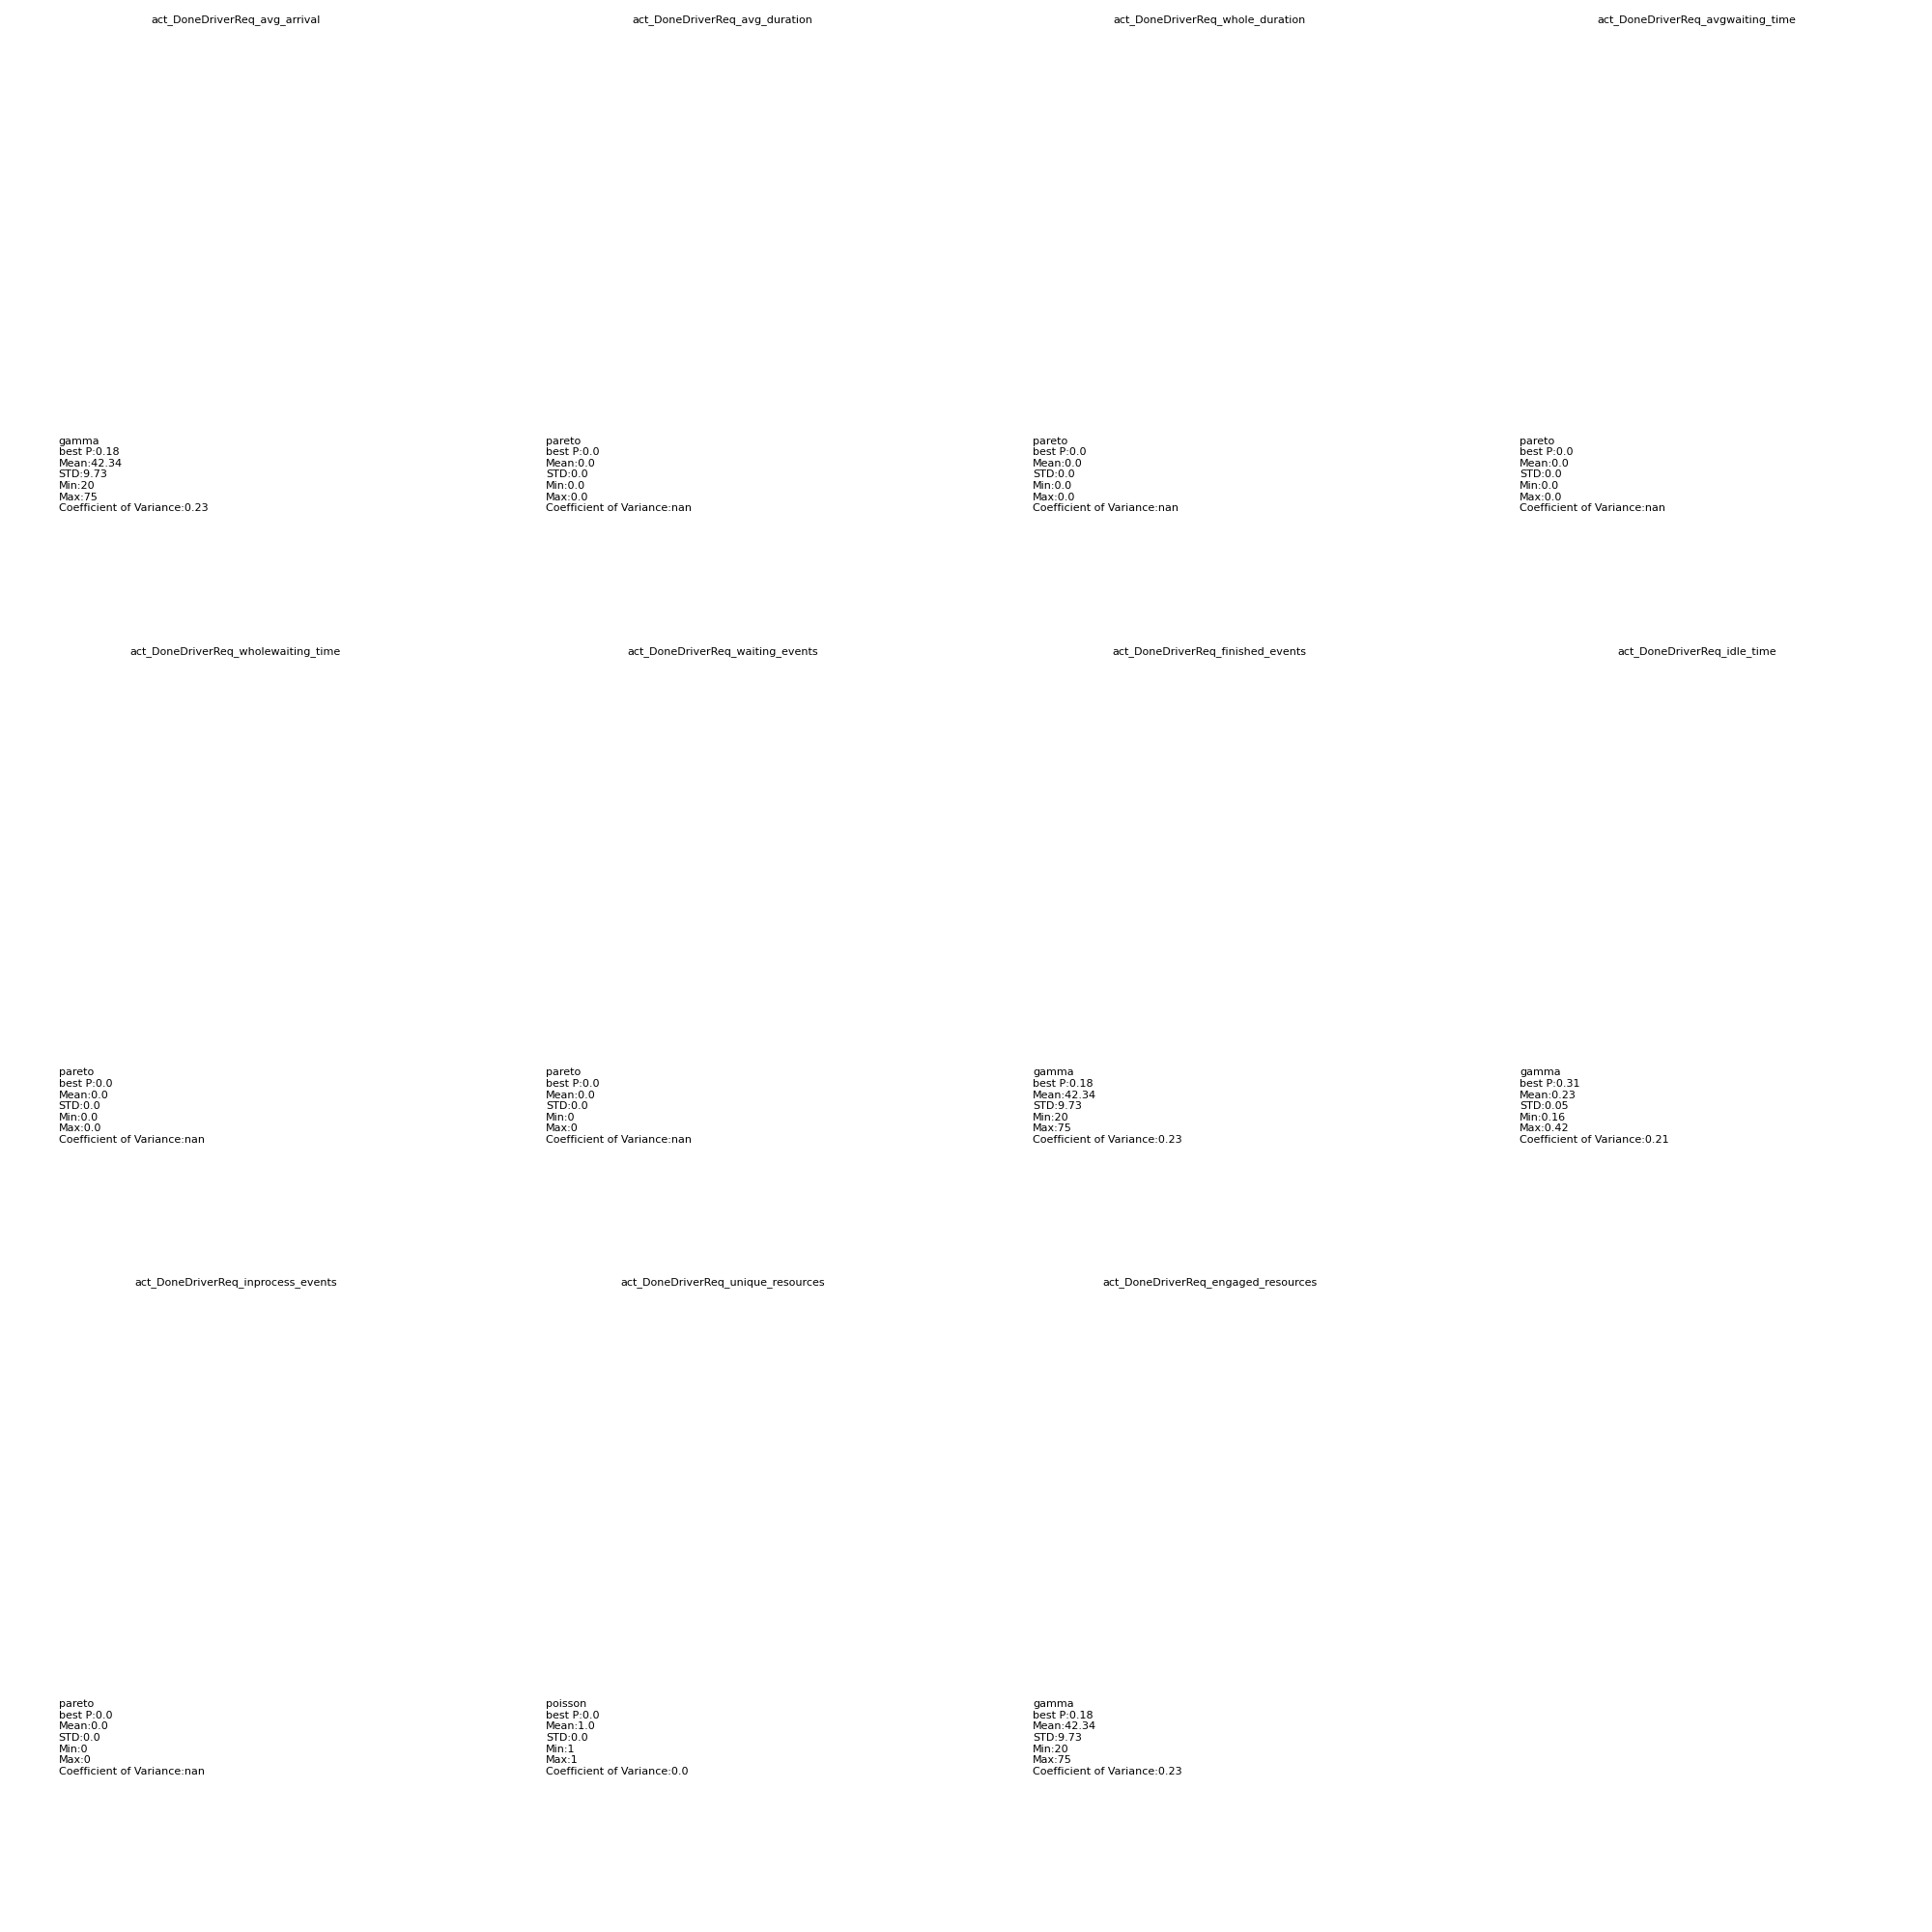 act_DoneDriverReq_avg_arrival
act_DoneDriverReq_avg_duration
act_DoneDriverReq_whole_duration
act_DoneDriverReq_avgwaiting_time
gamma
best P:0.18
Mean:42.34
STD:9.73
Min:20
Max:75
Coefficient of Variance:0.23
pareto
best P:0.0
Mean:0.0
STD:0.0
Min:0.0
Max:0.0
Coefficient of Variance:nan
pareto
best P:0.0
Mean:0.0
STD:0.0
Min:0.0
Max:0.0
Coefficient of Variance:nan
pareto
best P:0.0
Mean:0.0
STD:0.0
Min:0.0
Max:0.0
Coefficient of Variance:nan
act_DoneDriverReq_wholewaiting_time
act_DoneDriverReq_waiting_events
act_DoneDriverReq_finished_events
act_DoneDriverReq_idle_time
pareto
best P:0.0
Mean:0.0
STD:0.0
Min:0.0
Max:0.0
Coefficient of Variance:nan
pareto
best P:0.0
Mean:0.0
STD:0.0
Min:0
Max:0
Coefficient of Variance:nan
gamma
best P:0.18
Mean:42.34
STD:9.73
Min:20
Max:75
Coefficient of Variance:0.23
gamma
best P:0.31
Mean:0.23
STD:0.05
Min:0.16
Max:0.42
Coefficient of Variance:0.21
act_DoneDriverReq_inprocess_events
act_DoneDriverReq_unique_resources
act_DoneDriverReq_engaged_resources
pareto
best P:0.0
Mean:0.0
STD:0.0
Min:0
Max:0
Coefficient of Variance:nan
poisson
best P:0.0
Mean:1.0
STD:0.0
Min:1
Max:1
Coefficient of Variance:0.0
gamma
best P:0.18
Mean:42.34
STD:9.73
Min:20
Max:75
Coefficient of Variance:0.23